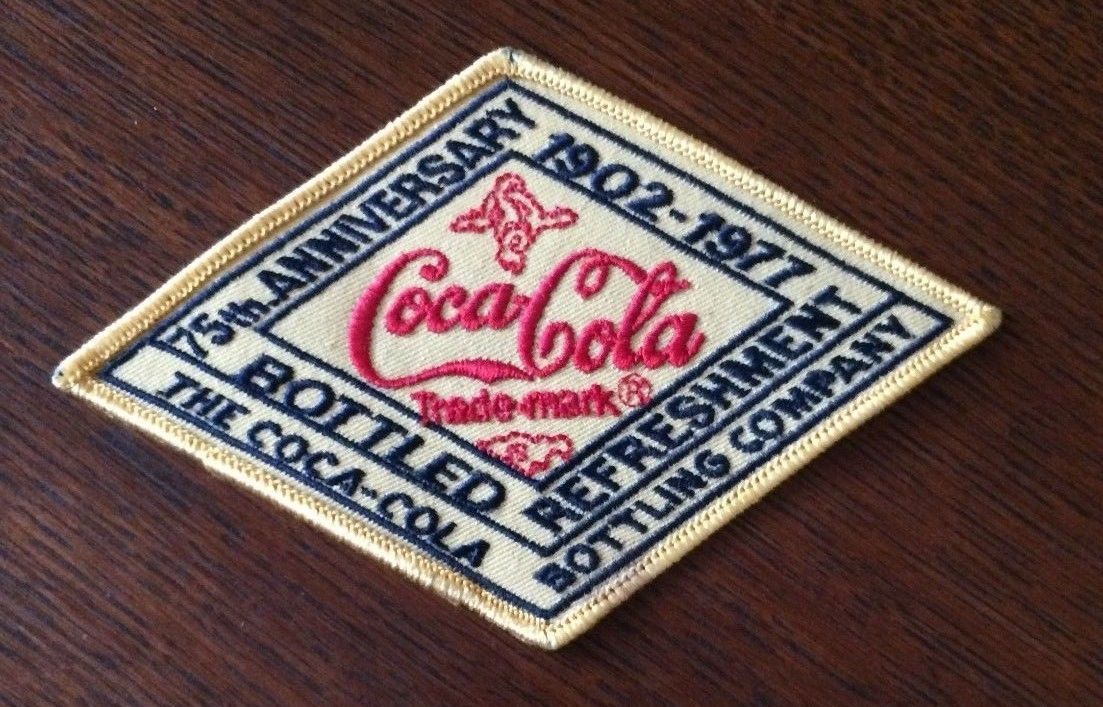 75th. ANNIVERSARY
1902-1977
Coca-Cola
Trade-mark®
BOTTLED
REFRESHMENT
THE COCA-COLA
BOTTLING COMPANY